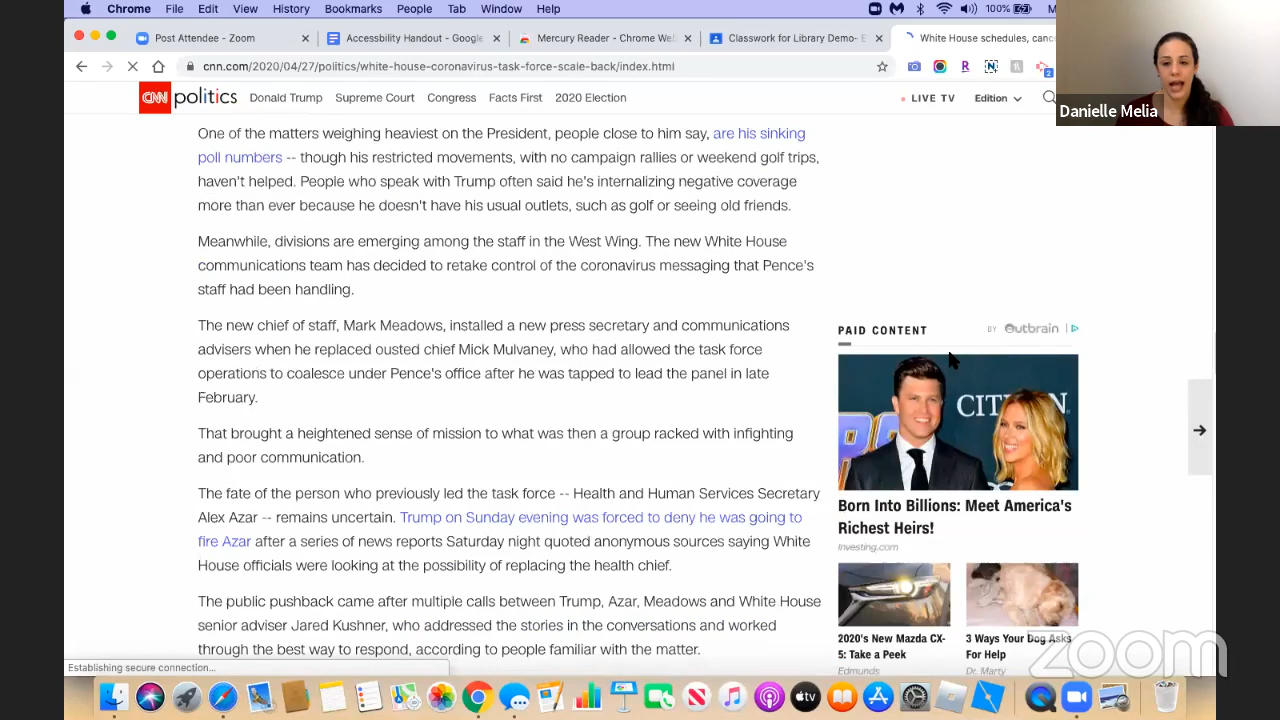 Chrome File Edit View History Bookmarks People Tab Window Help 100%
Post Attendee - Zoom Accessbility Handout - Google Mercury Reader - Chrome Web Classwork for Library Demo- E White House schedules, canc
cnn.com/2020/04/27/politics/white-house-coronavirus-task-force-scale-back/index.html
2
CNN politics Donald Trump Supreme Court Congress Facts First 2020 Election LIVE TV Edition
Danielle Melia
One of the matters weighing heaviest on the President, people close to him say, are his sinking
poll numbers -- though his restricted movements, with no campaign rallies or weekend golf trips,
haven't helped. People who speak with Trump often said he's internalizing negative coverage
more than ever because he doesn't have his usual outlets, such as golf or seeing old friends.
Meanwhile, divisions are emerging among the staff in the West Wing. The new White House
communications team has decided to retake control of the coronavirus messaging that Pence's
staff had been handling.
The new chief of staff, Mark Meadows, installed a new press secretary and communications
advisers when he replaced ousted chief Mick Mulvaney, who had allowed the task force
operations to coalesce under Pence's office after he was tapped to lead the panel in late
February.
That brought a heightened sense of mission to what was then a group racked with infighting
and poor communication.
The fate of the person who previously led the task force -- Health and Human Services Secretary
Alex Azar -- remains uncertain. Trump on Sunday evening was forced to deny he was going to
fire Azar after a series of news reports Saturday night quoted anonymous sources saying White
House officials were looking at the possibility of replacing the health chief.
The public pushback came after multiple calls between Trump, Azar, Meadows and White House
senior adviser Jared Kushner, who addressed the stories in the conversations and worked
through the best way to respond, according to people familiar with the matter.
PAID CONTENT BY Outbrain
CITIZEN
Born Into Billions: Meet America's
Richest Heirs!
Investing.com
2020's New Mazda CX-
5: Take a Peek
Edmunds
3 Ways Your Dog Asks
For Help
Dr. Marty
Establishing secure connection...
zoom
tv